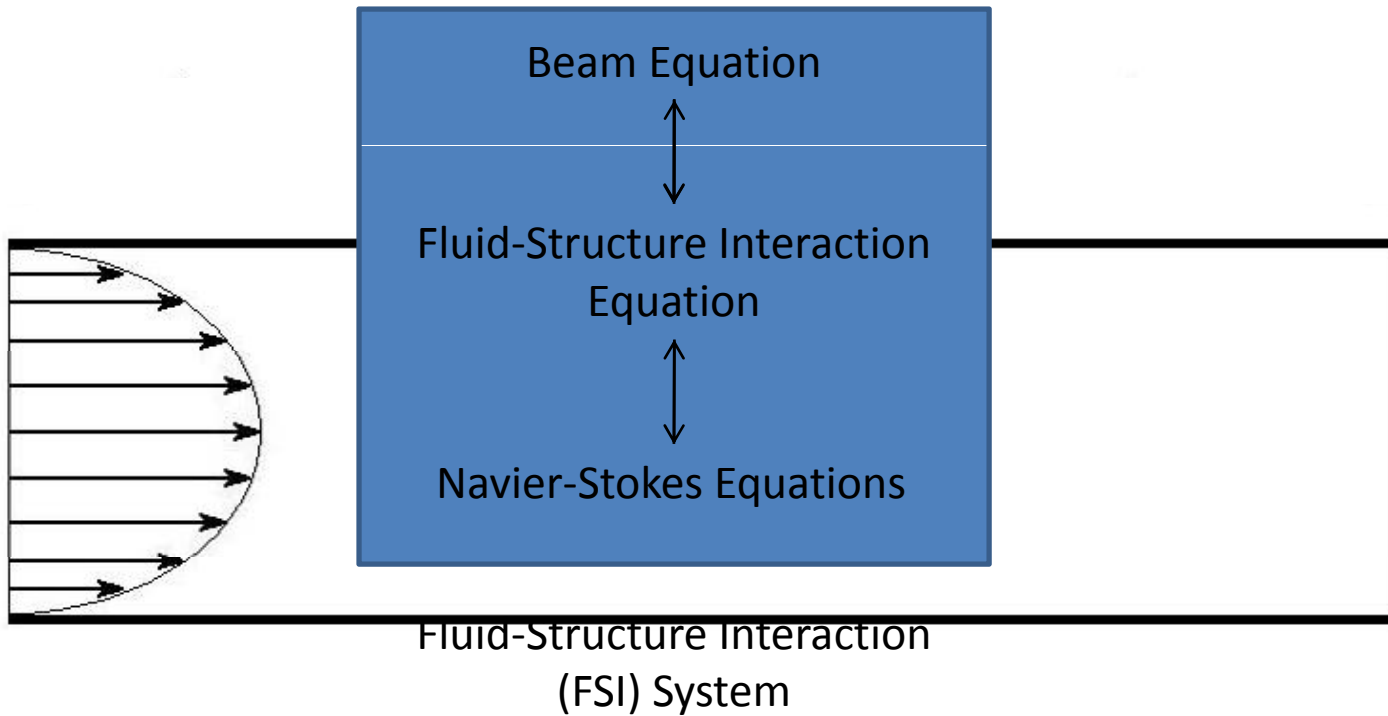 Beam Equation
Fluid-Structure Interaction
Equation
Navier-Stokes Equations
Fluid-Structure Interaction
(FSI) System